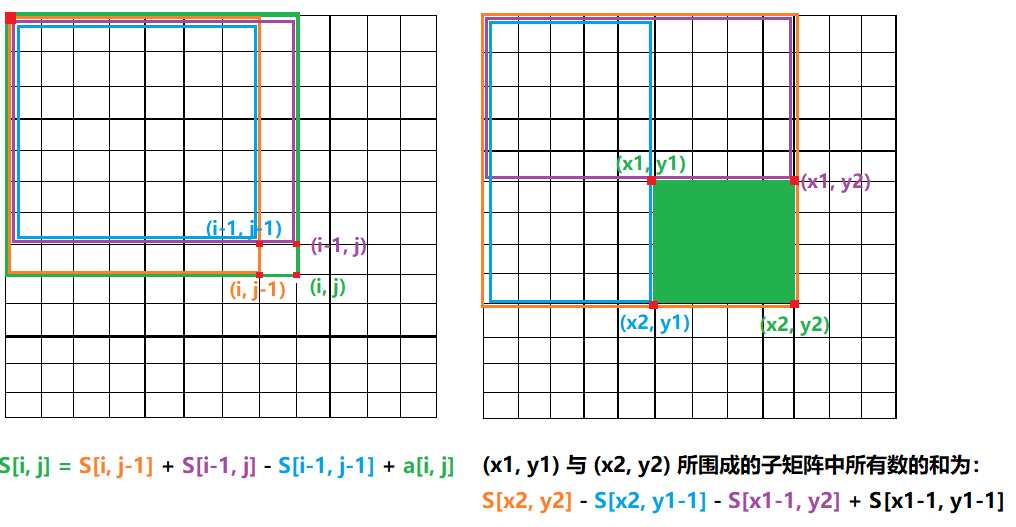 (i-1, j-1)
(i-1, j)
(i, j-1)
(i, j)
S[i, j] = S[i, j-1] + S[i-1, j] - S[i-1, j-1] + a[i, j]
(x1, y1)
(x1, y2)
(x2, y1)
(x2, y2)
(x1, y1) 与 (x2, y2) 所围成的子矩阵中所有数的和为：
S[x2, y2] - S[x2, y1-1] - S[x1-1, y2] + S[x1-1, y1-1]